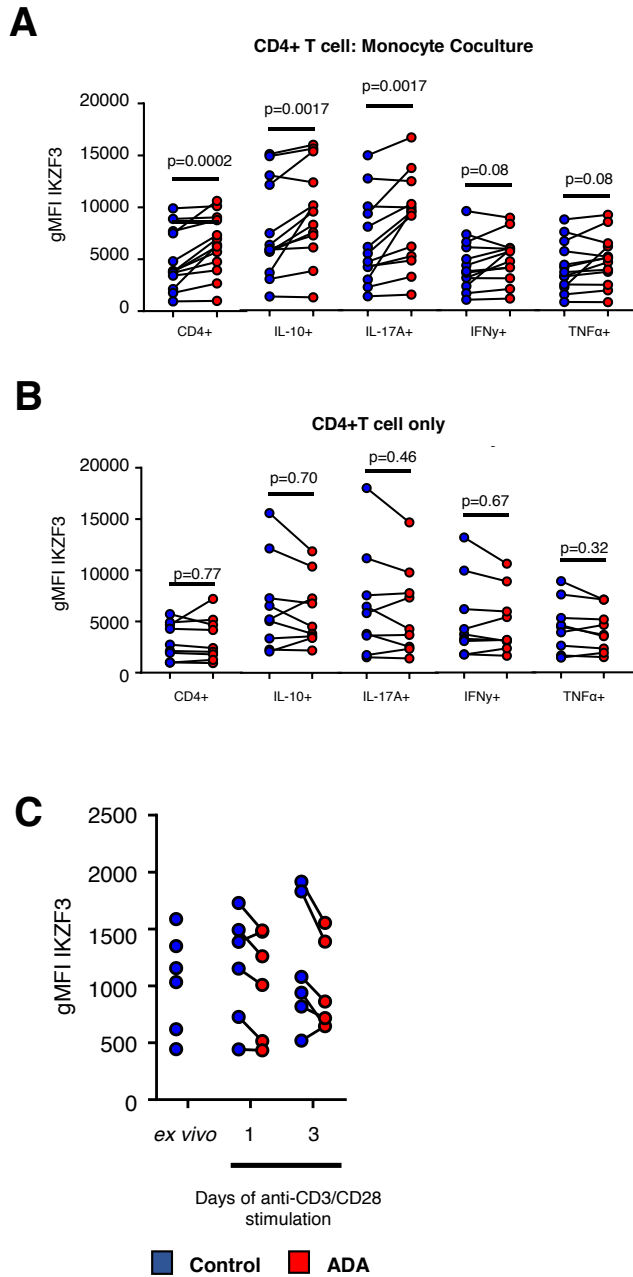 A
CD4+ T cell: Monocyte Coculture
gMFI IKZF3
20000
15000
10000
5000
0
p=0.0002
p=0.0017
p=0.0017
p=0.08
p=0.08
CD4+
IL-10+
IL-17A+
IFNy+
TNFα+
B
CD4+T cell only
gMFI IKZF3
20000
15000
10000
5000
0
p=0.77
p=0.70
p=0.46
p=0.67
p=0.32
CD4+
IL-10+
IL-17A+
IFNy+
TNFα+
C
gMFI IKZF3
2500
2000
1500
1000
500
0
ex vivo
1
3
Days of anti-CD3/CD28
stimulation
Control
ADA